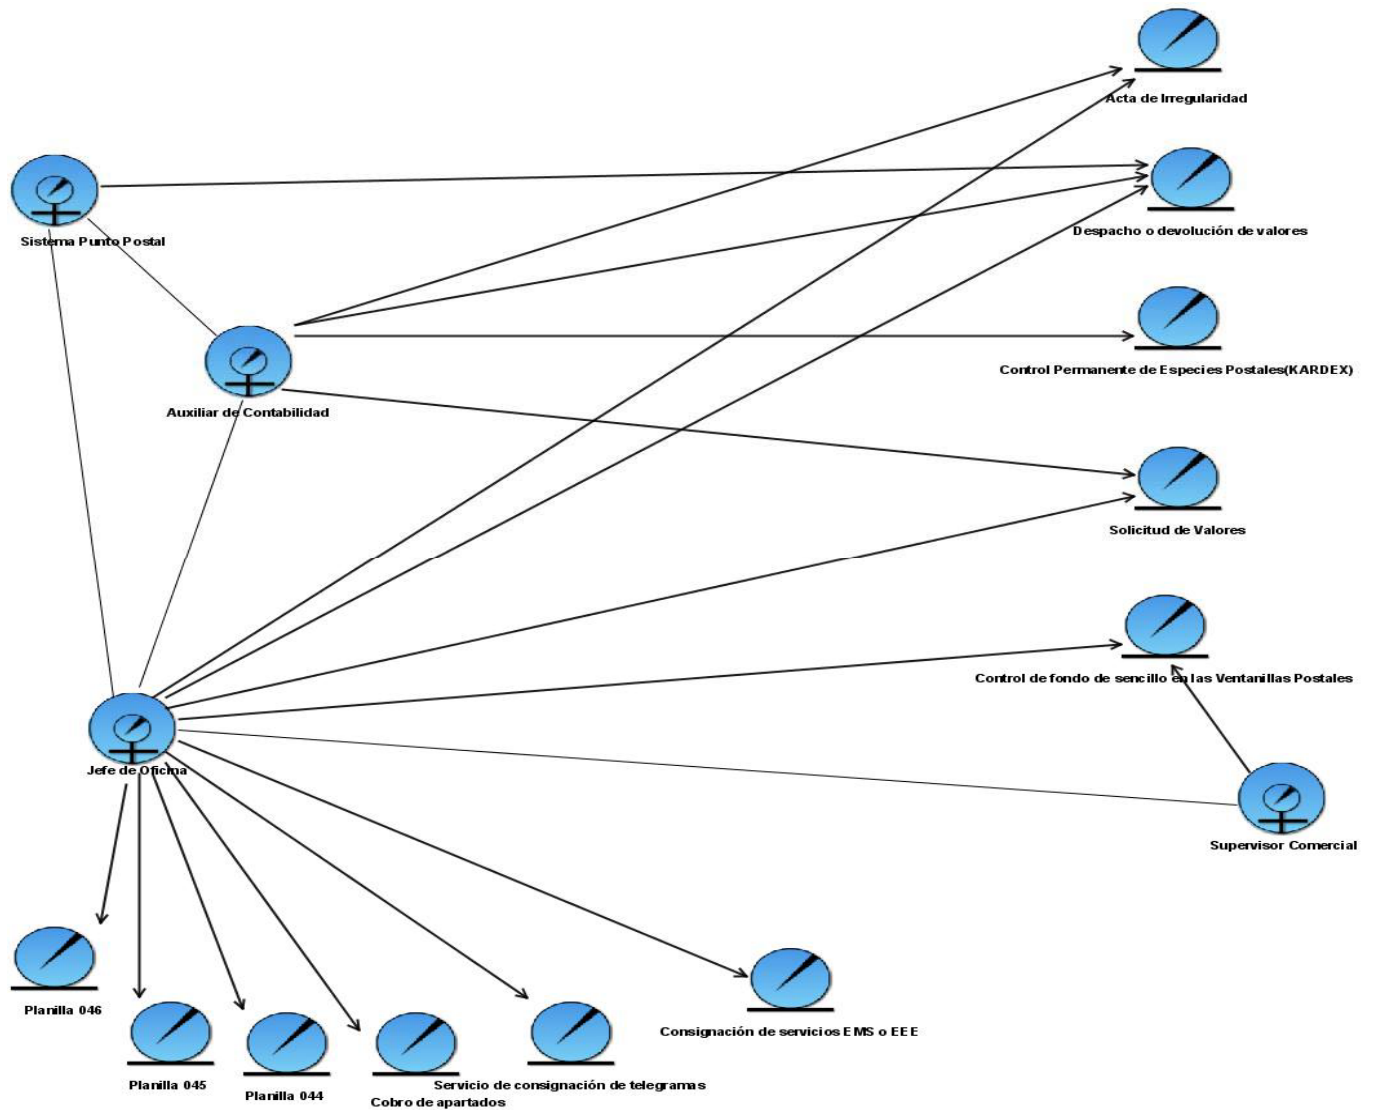 Acta de Irregularidad
Despacho o devolución de valores
Sistema Punto Postal
Control Permanente de Especies Postales(KARDEX)
Auxiliar de Contabilidad
Solicitud de Valores
Control de fondo de sencillo en las Ventanillas Postales
Jefe de Oficina
Supervisor Comercial
Planilla 046
Consignación de servicios EMS o EEE
Planilla 045
Servicio de consignación de telegramas
Planilla 044
Cobro de apartados